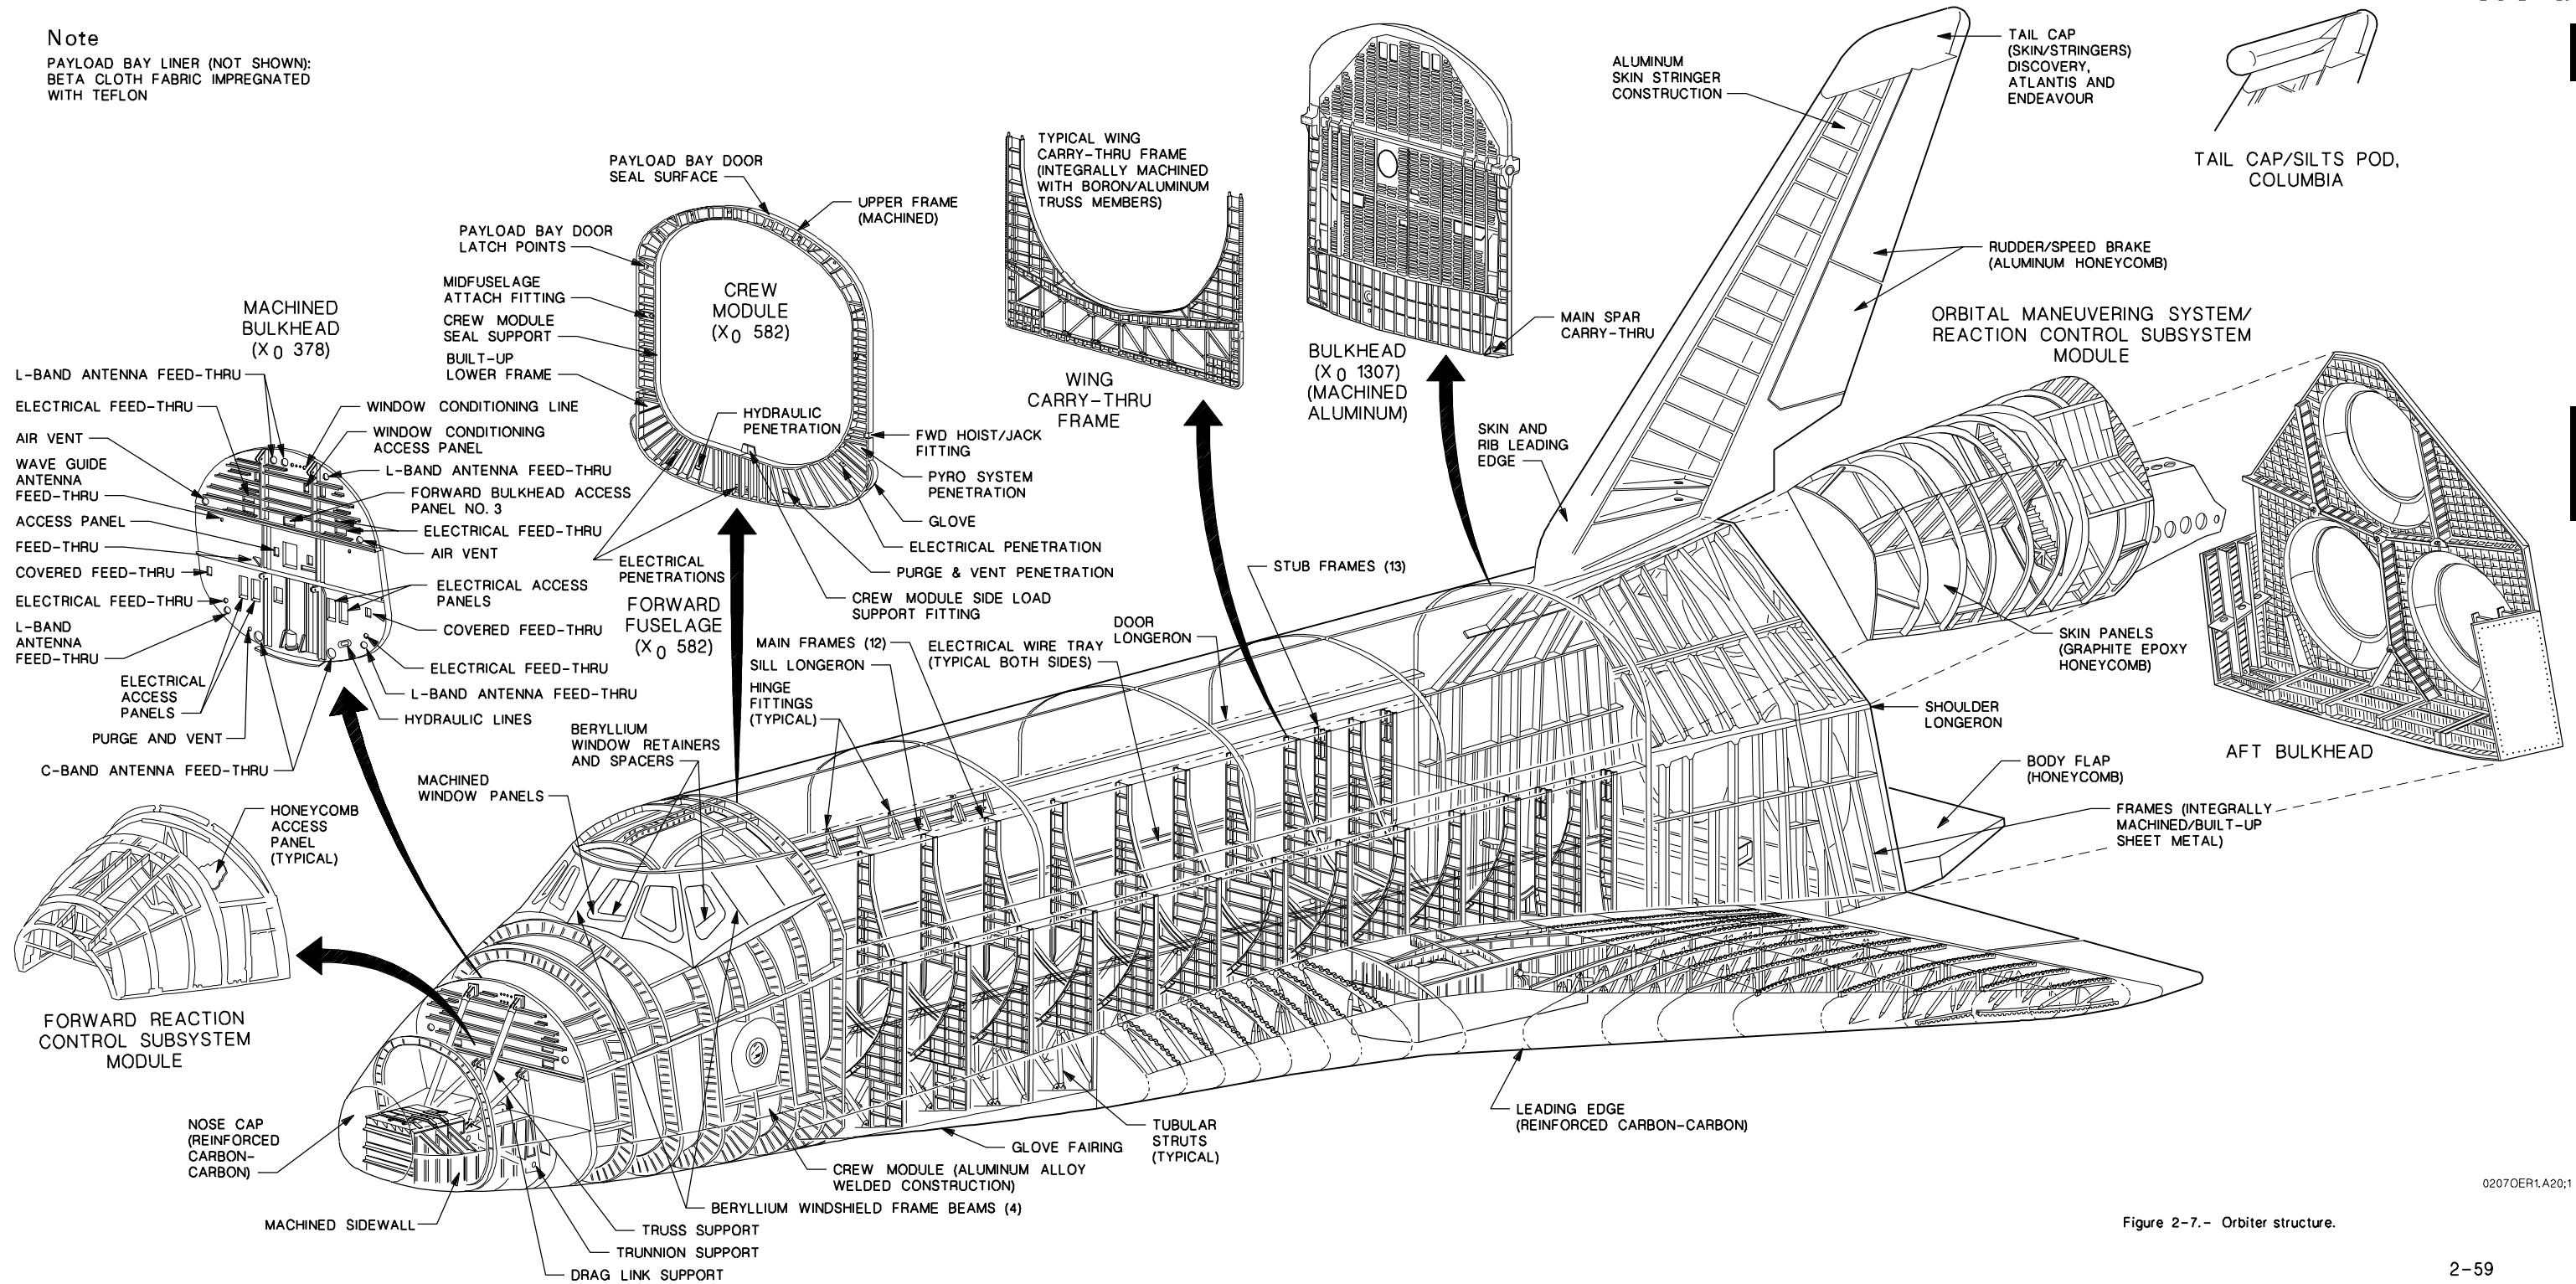 Note
PAYLOAD BAY LINER (NOT SHOWN):
BETA CLOTH FABRIC IMPREGNATED
WITH TEFLON
MACHINED
BULKHEAD
(X0 378)
L-BAND ANTENNA FEED-THRU
ELECTRICAL FEED-THRU
AIR VENT
WAVE GUIDE
ANTENNA
FEED-THRU
ACCESS PANEL
FEED-THRU
COVERED FEED-THRU
ELECTRICAL FEED-THRU
L-BAND
ANTENNA
FEED-THRU
ELECTRICAL
ACCESS
PANELS
PURGE AND VENT
C-BAND ANTENNA FEED-THRU
WINDOW CONDITIONING LINE
WINDOW CONDITIONING
ACCESS PANEL
L-BAND ANTENNA FEED-THRU
FORWARD BULKHEAD ACCESS
PANEL NO. 3
ELECTRICAL FEED-THRU
AIR VENT
ELECTRICAL ACCESS
PANELS
COVERED FEED-THRU
ELECTRICAL FEED-THRU
L-BAND ANTENNA FEED-THRU
HYDRAULIC LINES
PAYLOAD BAY DOOR
SEAL SURFACE
UPPER FRAME
(MACHINED)
PAYLOAD BAY DOOR
LATCH POINTS
MIDFUSELAGE
ATTACH FITTING
CREW MODULE
SEAL SUPPORT
BUILT-UP
LOWER FRAME
CREW
MODULE
(X0 582)
HYDRAULIC
PENETRATION
FWD HOIST/JACK
FITTING
PYRO SYSTEM
PENETRATION
GLOVE
ELECTRICAL PENETRATION
PURGE & VENT PENETRATION
CREW MODULE SIDE LOAD
SUPPORT FITTING
ELECTRICAL
PENETRATIONS
FORWARD
FUSELAGE
(X0 582)
TYPICAL WING
CARRY-THRU FRAME
(INTEGRALLY MACHINED
WITH BORON/ALUMINUM
TRUSS MEMBERS)
WING
CARRY-THRU
FRAME
BULKHEAD
(X0 1307)
(MACHINED
ALUMINUM)
MAIN SPAR
CARRY-THRU
ALUMINUM
SKIN STRINGER
CONSTRUCTION
TAIL CAP
(SKIN/STRINGERS)
DISCOVERY,
ATLANTIS AND
ENDEAVOUR
TAIL CAP/SILTS POD,
COLUMBIA
RUDDER/SPEED BRAKE
(ALUMINUM HONEYCOMB)
ORBITAL MANEUVERING SYSTEM/
REACTION CONTROL SUBSYSTEM
MODULE
SKIN AND
RIB LEADING
EDGE
STUB FRAMES (13)
DOOR
LONGERON
ELECTRICAL WIRE TRAY
(TYPICAL BOTH SIDES)
MAIN FRAMES (12)
SILL LONGERON
HINGE
FITTINGS
(TYPICAL)
BERYLLIUM
WINDOW RETAINERS
AND SPACERS
MACHINED
WINDOW PANELS
SKIN PANELS
(GRAPHITE EPOXY
HONEYCOMB)
SHOULDER
LONGERON
AFT BULKHEAD
BODY FLAP
(HONEYCOMB)
FRAMES (INTEGRALLY
MACHINED/BUILT-UP
SHEET METAL)
HONEYCOMB
ACCESS
PANEL
(TYPICAL)
FORWARD REACTION
CONTROL SUBSYSTEM
MODULE
NOSE CAP
(REINFORCED
CARBON-
CARBON)
MACHINED SIDEWALL
LEADING EDGE
(REINFORCED CARBON-CARBON)
TUBULAR
STRUTS
(TYPICAL)
GLOVE FAIRING
CREW MODULE (ALUMINUM ALLOY
WELDED CONSTRUCTION)
BERYLLIUM WINDSHIELD FRAME BEAMS (4)
TRUSS SUPPORT
TRUNNION SUPPORT
DRAG LINK SUPPORT
0207OER1.A20;1
Figure 2-7.- Orbiter structure.
2-59